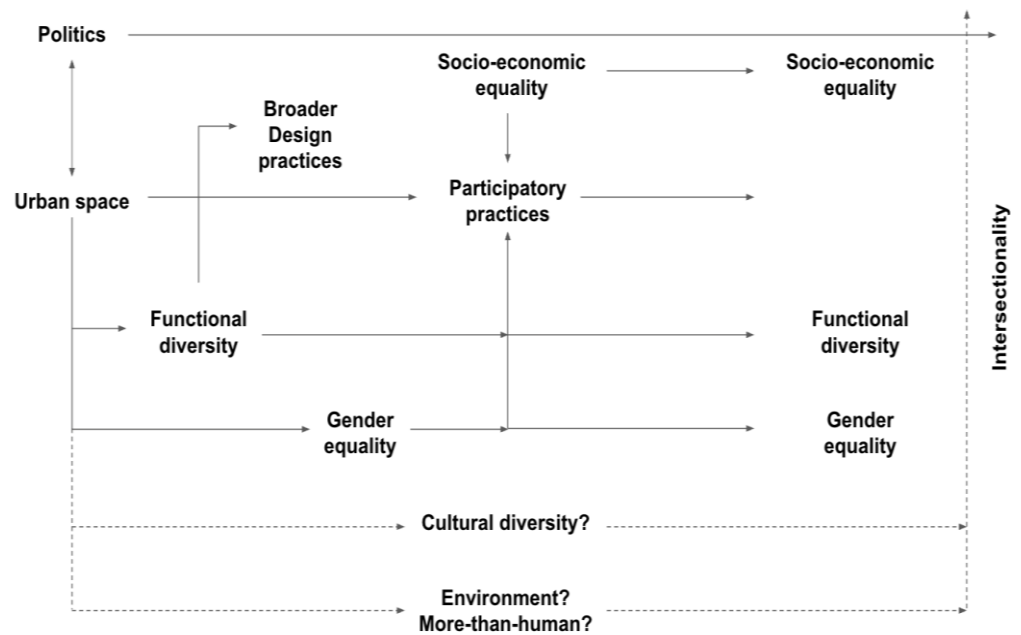 Politics
Socio-economic
equality
Socio-economic
equality
Broader
Design
practices
Urban space
Participatory
practices
Intersectionality
Functional
diversity
Functional
diversity
Gender
equality
Gender
equality
Cultural diversity?
Environment?
More-than-human?